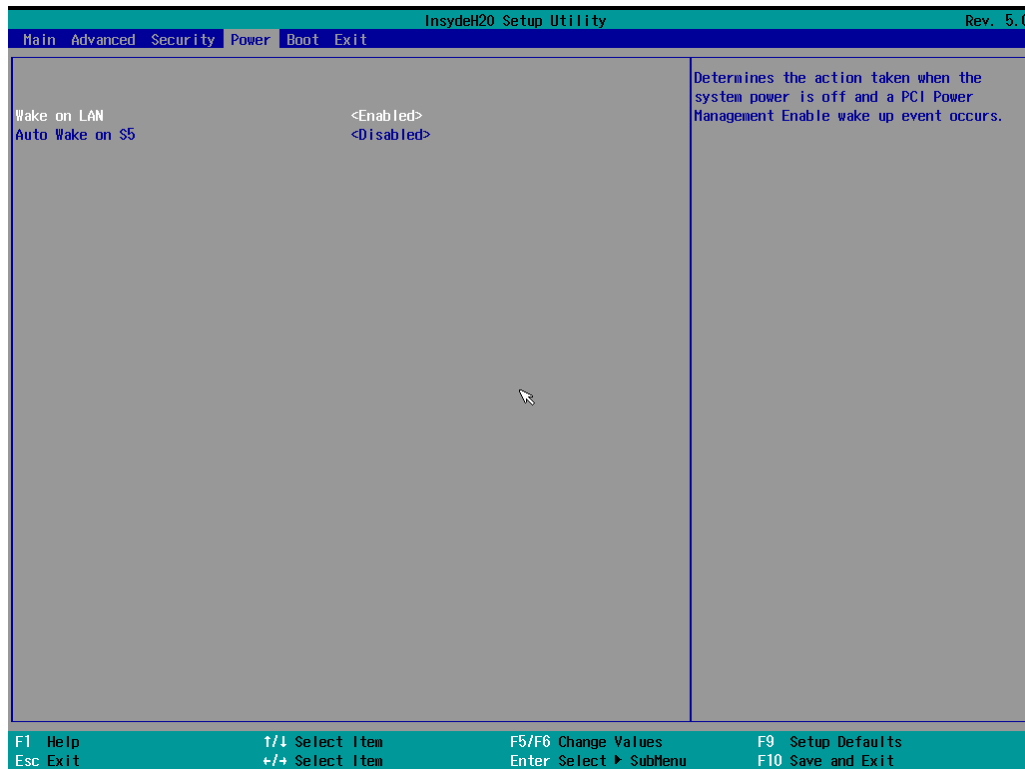 InsydeH20 Setup Utility Rev. 5.0
Main Advanced Security Power Boot Exit
Wake on LAN <Enabled>
Auto Wake on S5 <Disabled>
Determines the action taken when the
system power is off and a PCI Power
Management Enable wake up event occurs.
F1 Help ↑/↓ Select Item F5/F6 Change Values F9 Setup Defaults
Esc Exit ←/→ Select Item Enter Select ▶ SubMenu F10 Save and Exit